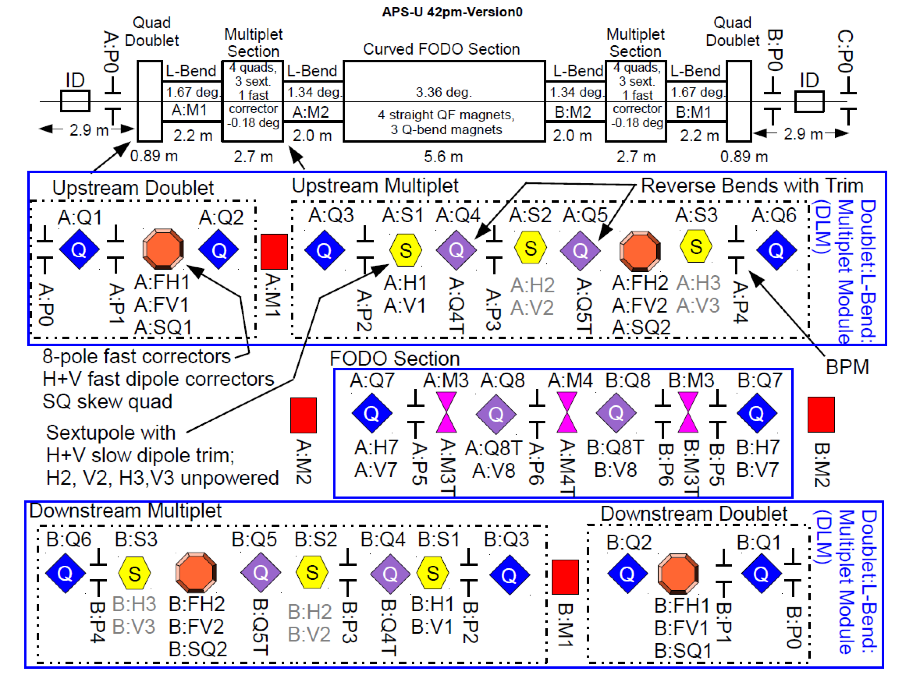 APS-U 42pm-Version0
Quad
Doublet
Multiplet
Section
Curved FODO Section
Multiplet
Section
Quad
Doublet
A:P0
B:P0
C:P0
ID
L-Bend
4 quads,
3 sext.
1 fast
corrector
-0.18 deg
L-Bend
L-Bend
4 quads,
3 sext.
1 fast
corrector
-0.18 deg
L-Bend
ID
1.67 deg.
1.34 deg.
3.36 deg.
1.34 deg.
1.67 deg.
A:M1
A:M2
4 straight QF magnets,
3 Q-bend magnets
B:M2
B:M1
2.9 m
2.2 m
2.0 m
2.0 m
2.2 m
2.9 m
0.89 m
2.7 m
5.6 m
2.7 m
0.89 m
Upstream Doublet
Upstream Multiplet
Reverse Bends with Trim
Doublet:L-Bend:
Multiplet Module
(DLM)
A:Q1
A:Q2
A:Q3
A:S1
A:Q4
A:S2
A:Q5
A:S3
A:Q6
Q
Q
Q
S
Q
S
Q
S
Q
A:P0
A:P1
A:FH1
A:FV1
A:SQ1
A:M1
A:P2
A:H1
A:V1
A:Q4T
A:P3
A:H2
A:V2
A:Q5T
A:FH2
A:FV2
A:SQ2
A:H3
A:V3
A:P4
8-pole fast correctors
H+V fast dipole correctors
SQ skew quad
BPM
Sextupole with
H+V slow dipole trim;
H2, V2, H3,V3 unpowered
FODO Section
A:Q7
A:M3
A:Q8
A:M4
B:Q8
B:M3
B:Q7
Q
Q
Q
Q
A:M2
A:H7
A:V7
A:P5
A:M3T
A:Q8T
A:V8
A:P6
A:M4T
B:Q8T
B:V8
B:P6
B:M3T
B:P5
B:H7
B:V7
B:M2
Downstream Multiplet
Downstream Doublet
Doublet:L-Bend:
Multiplet Module
(DLM)
B:Q6
B:S3
B:Q5
B:S2
B:Q4
B:S1
B:Q3
B:Q2
B:Q1
Q
S
Q
S
Q
S
Q
Q
Q
B:P4
B:H3
B:V3
B:FH2
B:FV2
B:SQ2
B:Q5T
B:H2
B:V2
B:P3
B:Q4T
B:H1
B:V1
B:P2
B:M1
B:FH1
B:FV1
B:SQ1
B:P1
B:P0